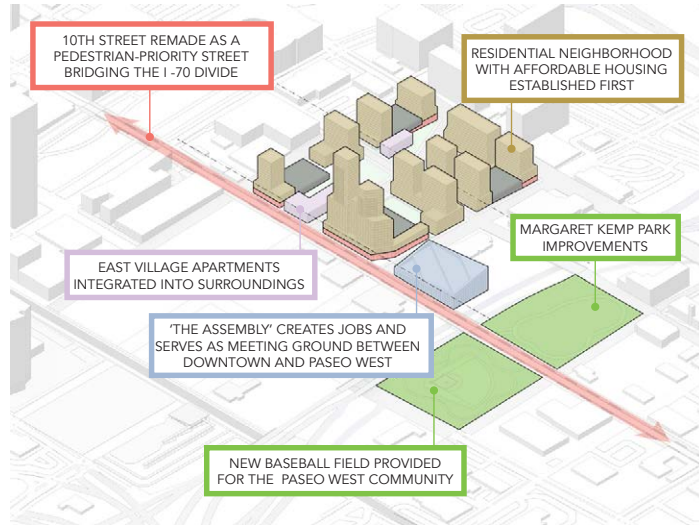 10TH STREET REMADE AS A
PEDESTRIAN-PRIORITY STREET
BRIDGING THE I -70 DIVIDE
RESIDENTIAL NEIGHBORHOOD
WITH AFFORDABLE HOUSING
ESTABLISHED FIRST
MARGARET KEMP PARK
IMPROVEMENTS
EAST VILLAGE APARTMENTS
INTEGRATED INTO SURROUNDINGS
'THE ASSEMBLY' CREATES JOBS AND
SERVES AS MEETING GROUND BETWEEN
DOWNTOWN AND PASEO WEST
NEW BASEBALL FIELD PROVIDED
FOR THE PASEO WEST COMMUNITY